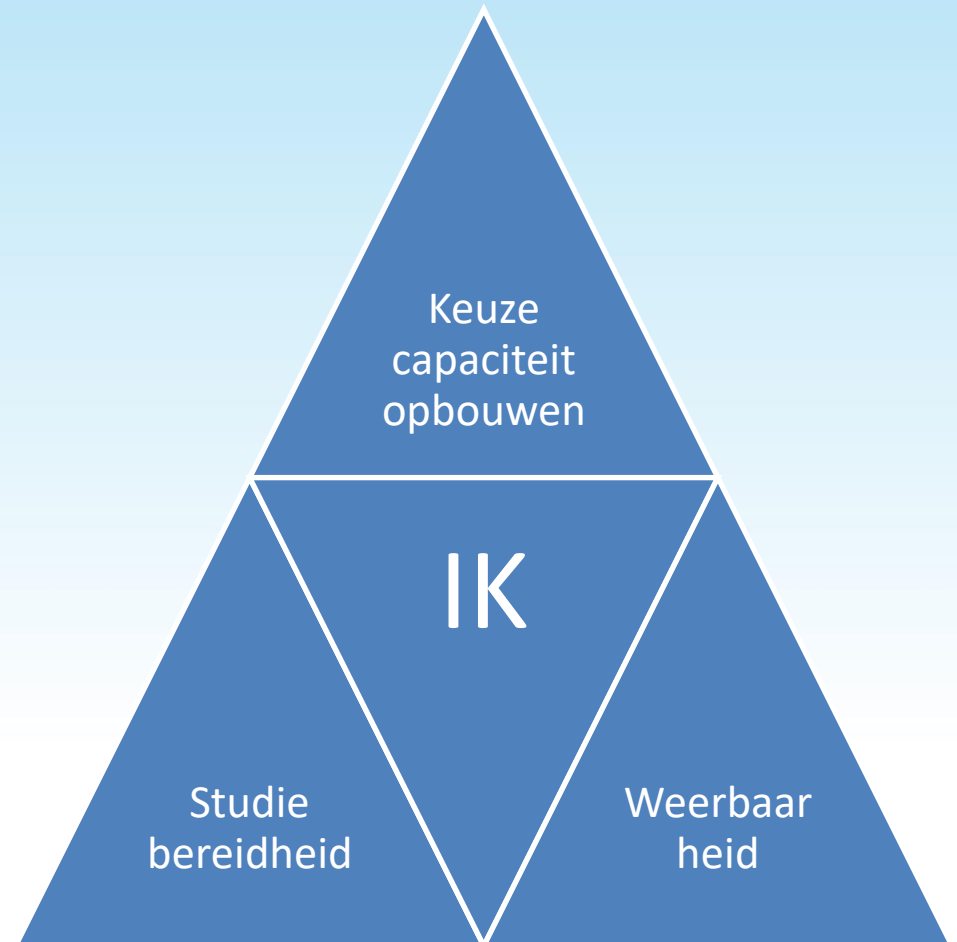 Keuze
capaciteit
opbouwen
IK
Studie
bereidheid
Weerbaar
heid